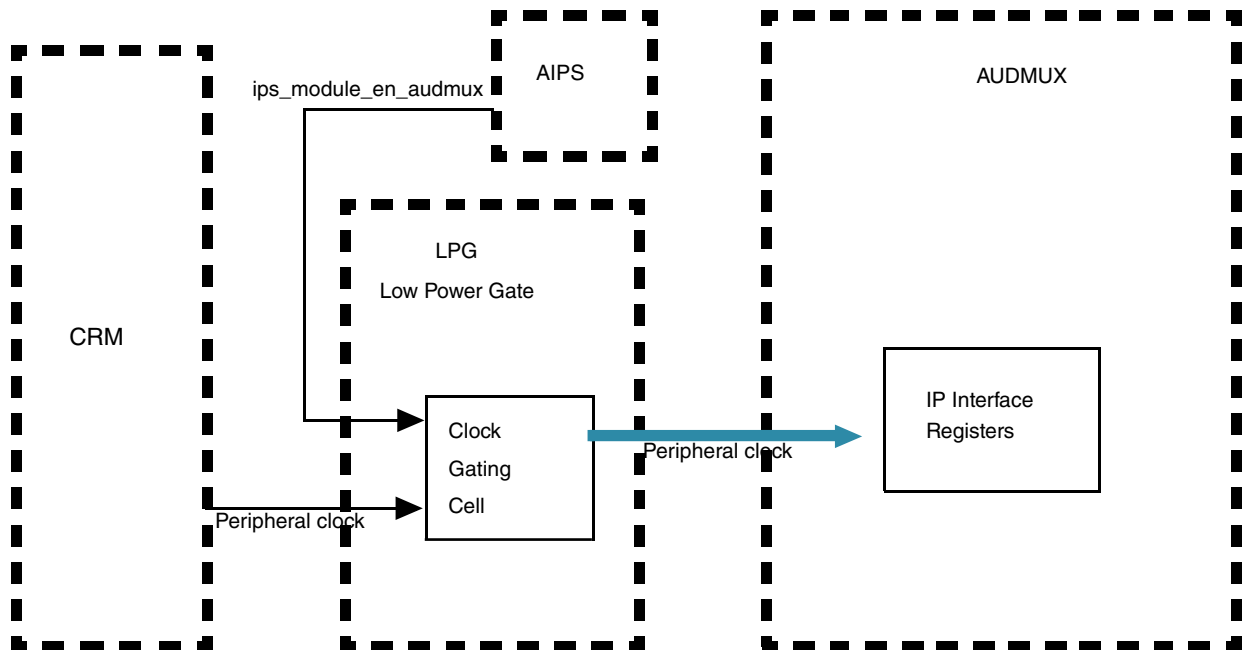 AIPS
AUDMUX
ips_module_en_audmux
LPG
Low Power Gate
CRM
IP Interface
Registers
Clock
Gating
Cell
Peripheral clock
Peripheral clock